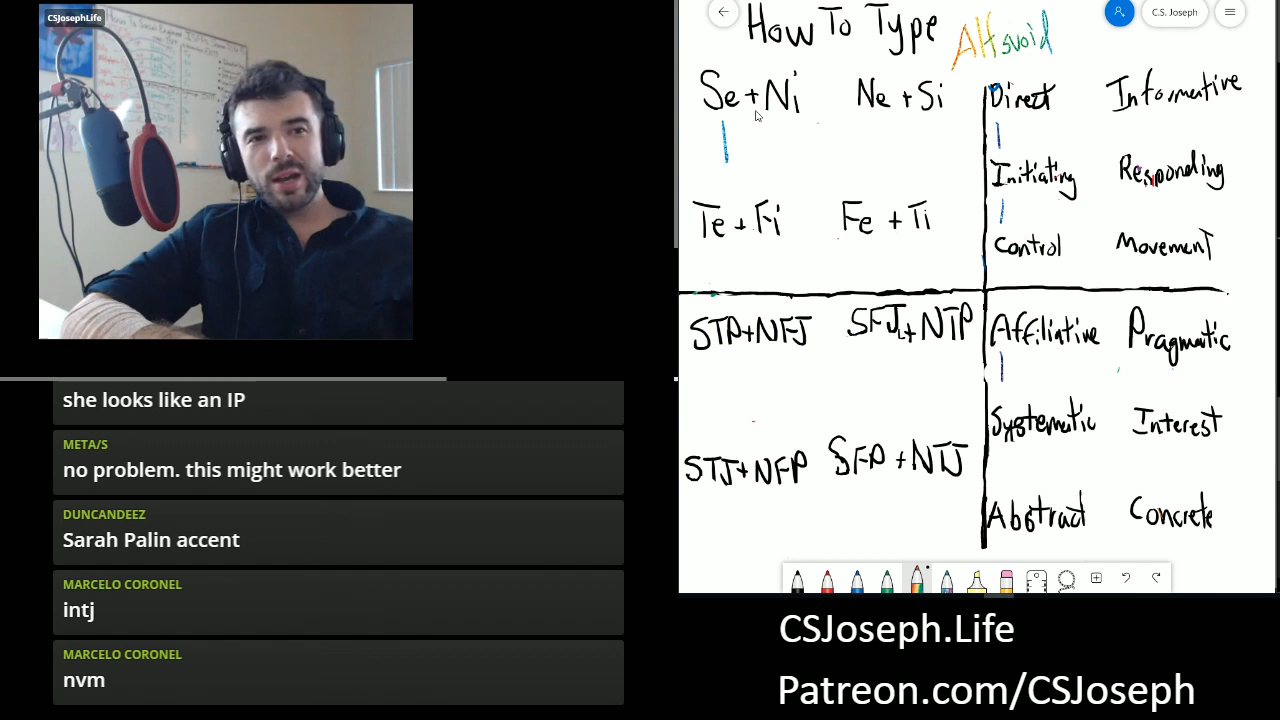 CSJosephLife
How To Type
C.S. Joseph
Se + Ni
Ne + Si
Direct
Informative
Initiating
Responding
Te + Fi
Fe + Ti
Control
Movement
STP+NFJ
SFJ+NTP
Affiliative
Pragmatic
STJ+NFP
SFP+NTJ
Systematic
Interest
Abstract
Concrete
she looks like an IP
META/S
no problem. this might work better
DUNCANDEEZ
Sarah Palin accent
MARCELO CORONEL
intj
MARCELO CORONEL
nvm
CSJoseph.Life
Patreon.com/CSJoseph